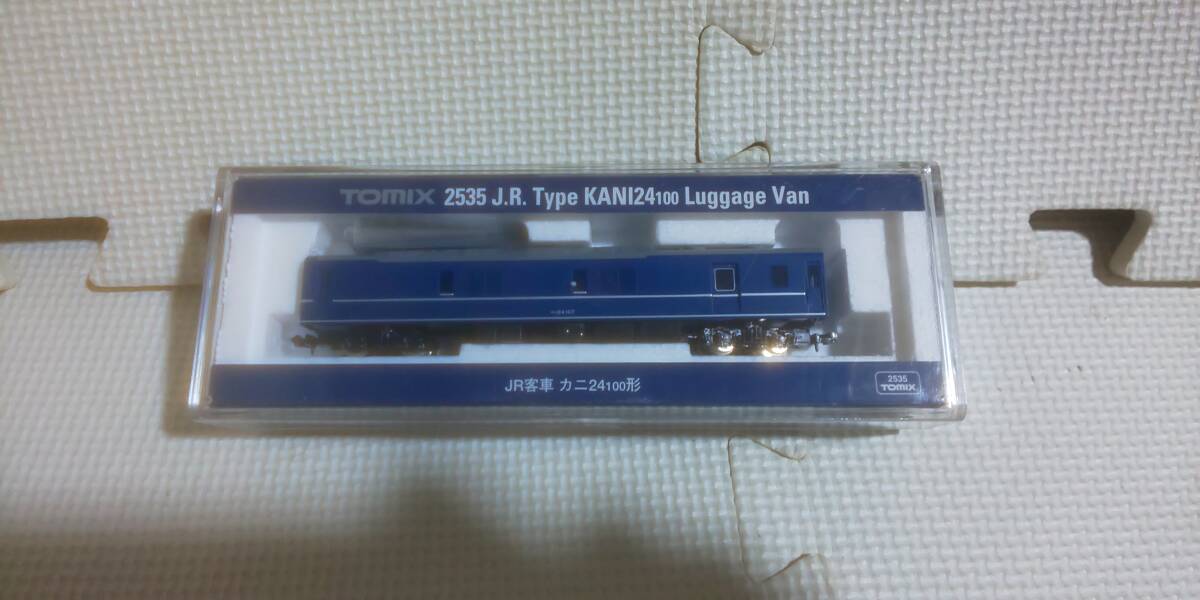 TOMIX 2535 J.R. Type KANI24100 Luggage Van
JR客車 カニ24100形
2535
TOMIX